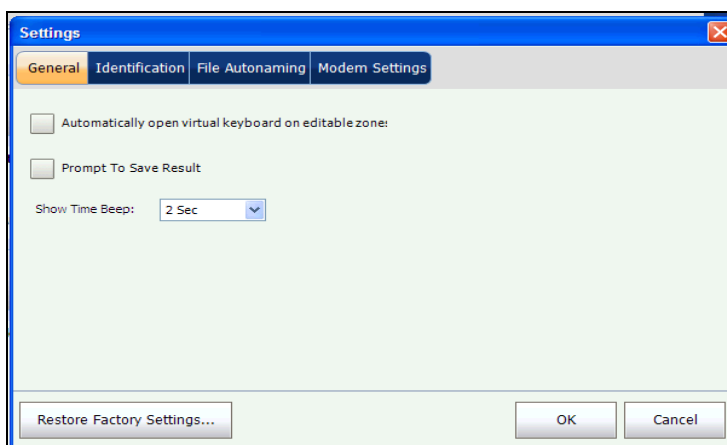 Settings
General Identification File Autonaming Modem Settings
Automatically open virtual keyboard on editable zone
Prompt To Save Result
Show Time Beep: 2 Sec
Restore Factory Settings... OK Cancel